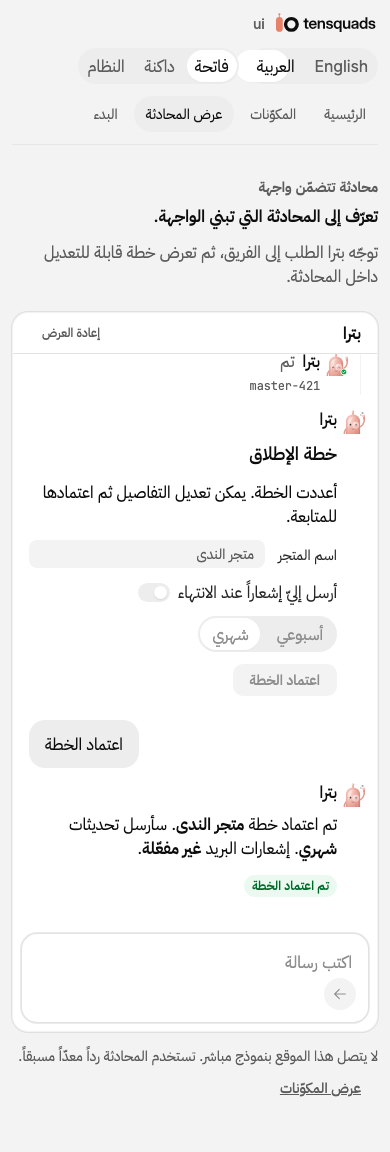 tensquads ui
English العربية فاتحة داكنة النظام
الرئيسية المكوّنات عرض المحادثة البدء
محادثة تتضمّن واجهة
تعرّف إلى المحادثة التي تبني الواجهة.
توجّه بترا الطلب إلى الفريق، ثم تعرض خطة قابلة للتعديل
داخل المحادثة.
بترا إعادة العرض
بترا تم
master-421
بترا
خطة الإطلاق
أعددت الخطة. يمكن تعديل التفاصيل ثم اعتمادها
للمتابعة.
اسم المتجر متجر الندى
أرسل إليّ إشعاراً عند الانتهاء
أسبوعي شهري
اعتماد الخطة
اعتماد الخطة
بترا
تم اعتماد خطة متجر الندى. سأرسل تحديثات
شهري. إشعارات البريد غير مفعّلة.
تم اعتماد الخطة
اكتب رسالة
لا يتصل هذا الموقع بنموذج مباشر. تستخدم المحادثة رداً معدّاً مسبقاً.
عرض المكوّنات